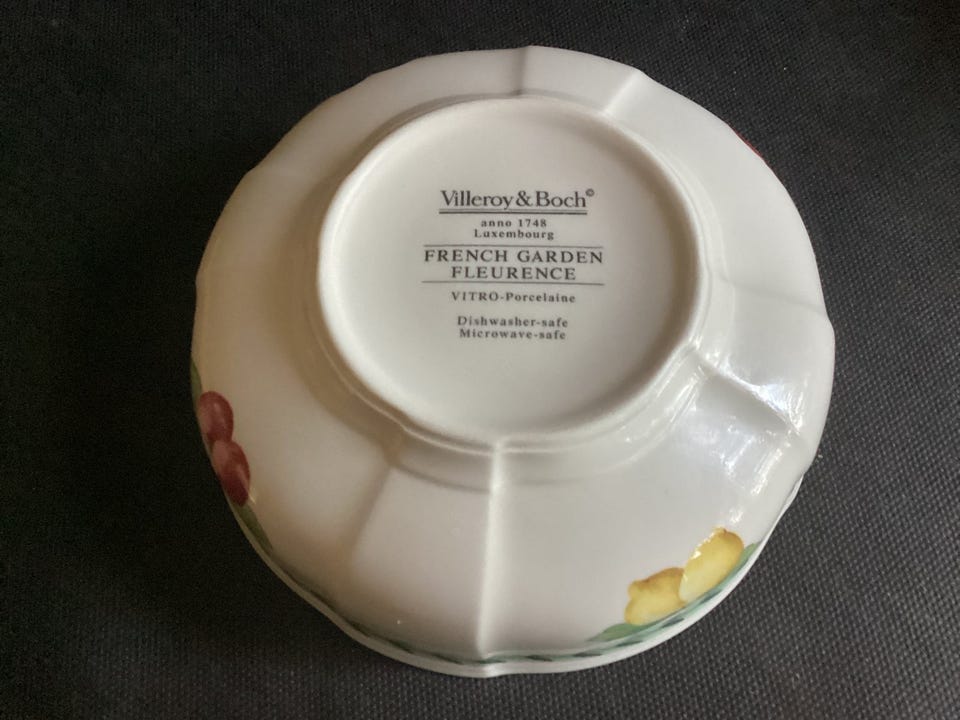 Villeroy & Boch©
anno 1748
Luxembourg
FRENCH GARDEN
FLEURENCE
VITRO-Porcelaine
Dishwasher-safe
Microwave-safe